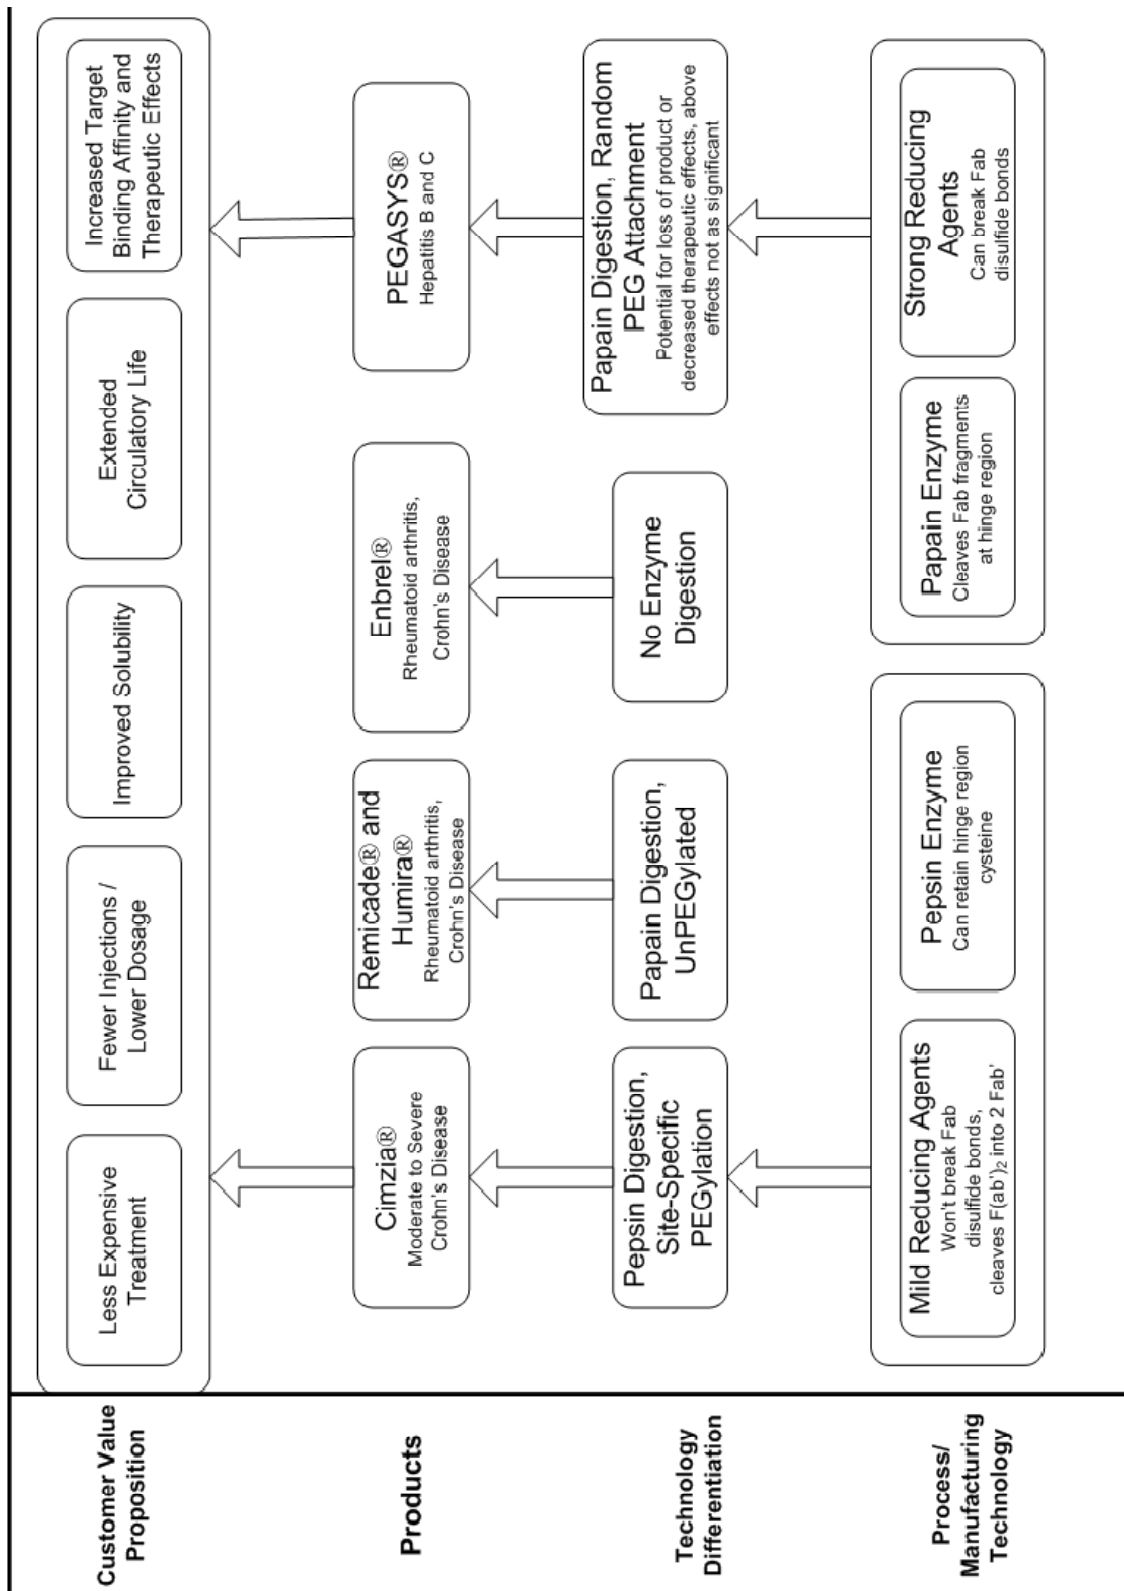 Customer Value
Proposition
Less Expensive
Treatment
Fewer Injections /
Lower Dosage
Improved Solubility
Extended
Circulatory Life
Increased Target
Binding Affinity and
Therapeutic Effects
Products
Cimzia®
Moderate to Severe
Crohn's Disease
Remicade® and
Humira®
Rheumatoid arthritis,
Crohn's Disease
Enbrel®
Rheumatoid arthritis,
Crohn's Disease
PEGASYS®
Hepatitis B and C
Technology
Differentiation
Pepsin Digestion,
Site-Specific
PEGylation
Papain Digestion,
UnPEGylated
No Enzyme
Digestion
Papain Digestion, Random
PEG Attachment
Potential for loss of product or
decreased therapeutic effects, above
effects not as significant
Process/
Manufacturing
Technology
Mild Reducing Agents
Won't break Fab
disulfide bonds,
cleaves F(ab')₂ into 2 Fab'
Pepsin Enzyme
Can retain hinge region
cysteine
Papain Enzyme
Cleaves Fab fragments
at hinge region
Strong Reducing
Agents
Can break Fab
disulfide bonds